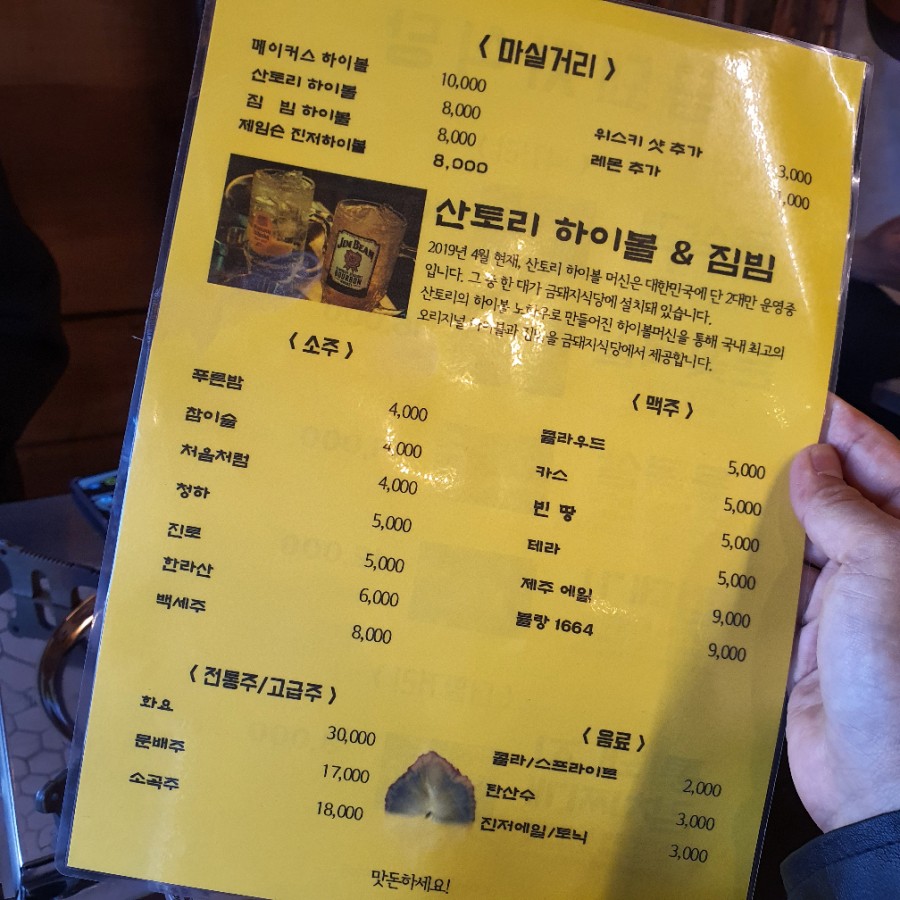 < 마실거리 >
메이커스 하이볼 10,000
산토리 하이볼 8,000
짐 빔 하이볼 8,000
제임슨 진저하이볼 8,000
위스키 샷 추가 3,000
레몬 추가 1,000
JIM BEAM
BOURBON
산토리 하이볼 & 짐빔
2019년 4월 현재, 산토리 하이볼 머신은 대한민국에 단 2대만 운영중
입니다. 그 중 한 대가 금돼지식당에 설치돼 있습니다.
산토리의 하이볼 노하우로 만들어진 하이볼머신을 통해 국내 최고의
오리지널 을 금돼지식당에서 제공합니다.
< 소주 >
푸른밤 4,000
참이슬 4,000
처음처럼 4,000
청하 5,000
진로 5,000
한라산 6,000
백세주 8,000
< 맥주 >
클라우드 5,000
카스 5,000
빈 땅 5,000
테라 5,000
제주 에일 9,000
블랑 1664 9,000
< 전통주/고급주 >
화요 30,000
문배주 17,000
소곡주 18,000
< 음료 >
콜라/스프라이트 2,000
탄산수 3,000
진저에일/토닉 3,000
맛돈하세요!